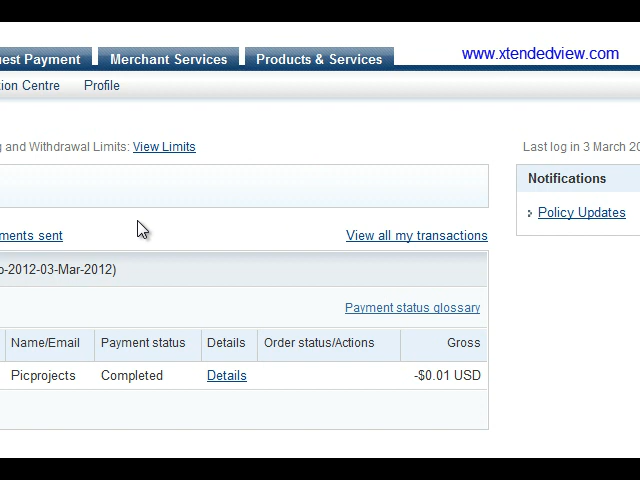 www.xtendedview.com
uest Payment Merchant Services Products & Services
tion Centre Profile
g and Withdrawal Limits: View Limits
Last log in 3 March 20
Notifications
Policy Updates
ments sent View all my transactions
b-2012-03-Mar-2012)
Payment status glossary
Name/Email Payment status Details Order status/Actions Gross
Picprojects Completed Details -$0.01 USD